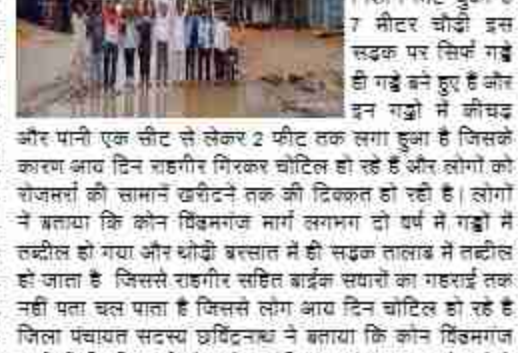 7 मीटर चौड़ी इस
सड़क पर सिर्फ गड्ढे
ही गड्ढे बने हुए हैं और
इन गड्ढो में कीचड़
और पानी एक सीट से लेकर 2 फीट तक लगा हुआ है जिसके
कारण आय दिन राहगीर गिरकर चोटिल हो रहे हैं और लोगों को
रोजमर्रा की सामानें खरीदने तक की दिक्कत हो रही है। लोगों
नें बताया कि कोन विंढमगंज मार्ग लगभग दो वर्ष में गड्ढों में
तब्दील हो गया और थोड़ी बरसात में ही सड़क तालाब में तब्दील
हो जाता है जिससे राहगीर सहित बाईक सवारों का गहराई तक
नहीं पता चल पाता है जिससे लोग आय दिन चोटिल हो रहे है
जिला पंचायत सदस्य छविंद्रनाथ ने बताया कि कोन विंढमगंज